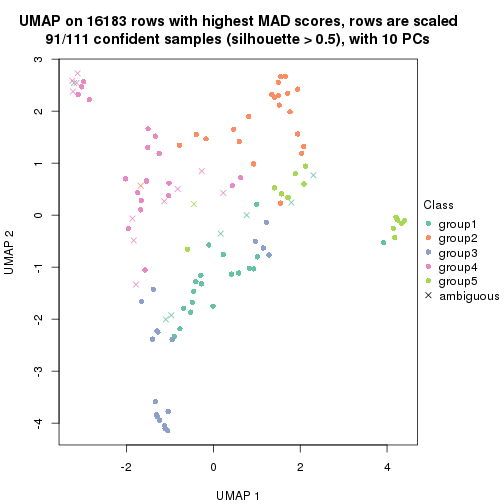 UMAP on 16183 rows with highest MAD scores, rows are scaled
91/111 confident samples (silhouette > 0.5), with 10 PCs
3
2
1
0
-1
-2
-3
-4
UMAP 2
-2
0
2
4
UMAP 1
Class
group1
group2
group3
group4
group5
ambiguous